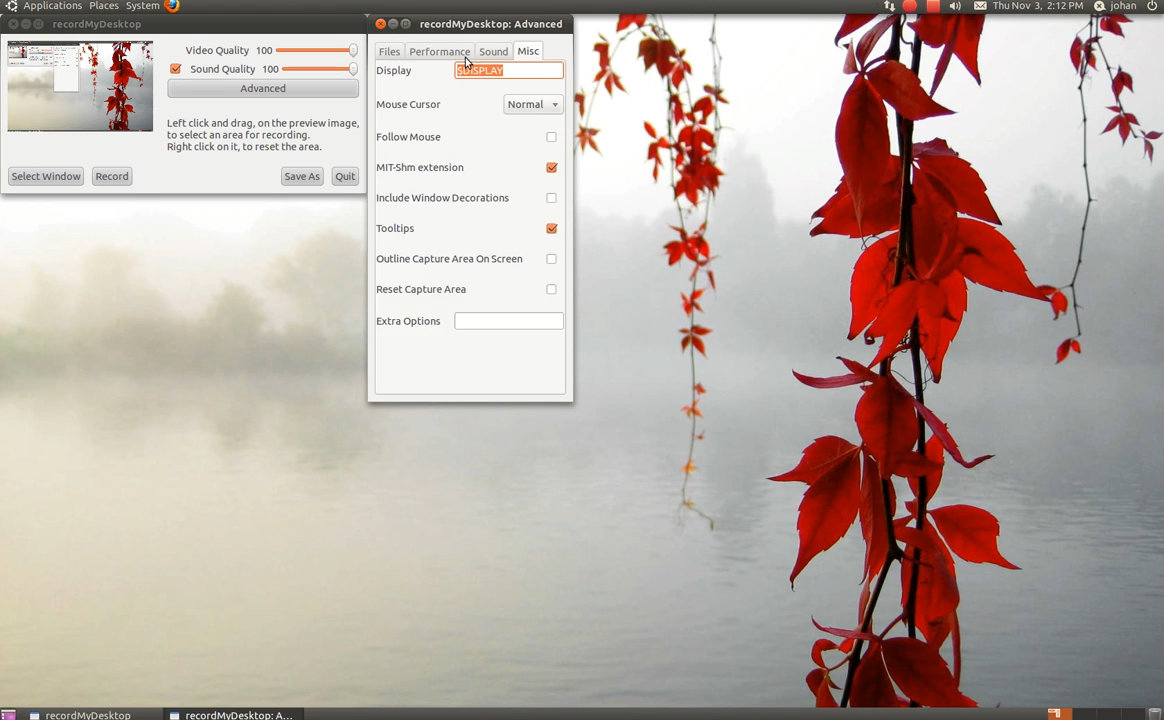 Applications Places System Thu Nov 3, 2:12 PM johan
recordMyDesktop
Video Quality 100
Sound Quality 100
Advanced
Left click and drag, on the preview image,
to select an area for recording.
Right click on it, to reset the area.
Select Window Record Save As Quit
recordMyDesktop: Advanced
Files Performance Sound Misc
Display $DISPLAY
Mouse Cursor Normal
Follow Mouse
MIT-Shm extension
Include Window Decorations
Tooltips
Outline Capture Area On Screen
Reset Capture Area
Extra Options
recordMyDesktop recordMyDesktop: A...